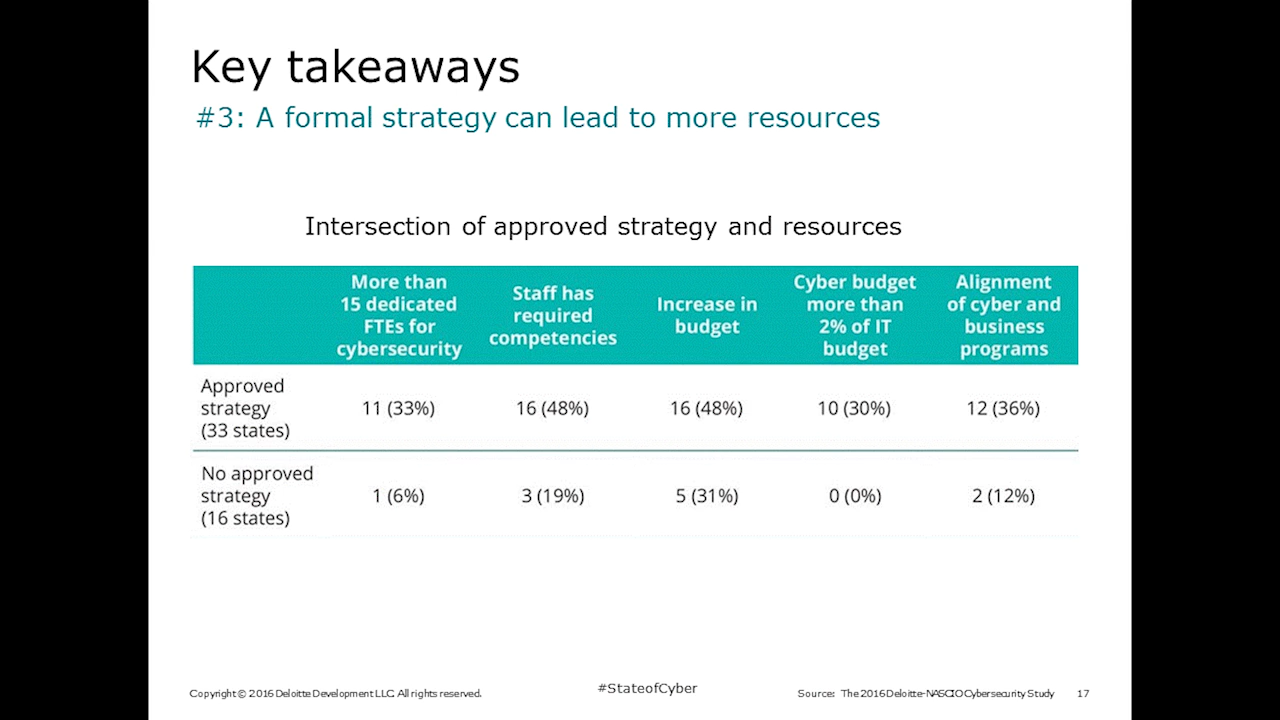 Key takeaways
#3: A formal strategy can lead to more resources
Intersection of approved strategy and resources
More than
15 dedicated
FTEs for
cybersecurity
Staff has
required
competencies
Increase in
budget
Cyber budget
more than
2% of IT
budget
Alignment
of cyber and
business
programs
Approved
strategy
(33 states)
11 (33%)
16 (48%)
16 (48%)
10 (30%)
12 (36%)
No approved
strategy
(16 states)
1 (6%)
3 (19%)
5 (31%)
0 (0%)
2 (12%)
Copyright © 2016 Deloitte Development LLC. All rights reserved.
#StateofCyber
Source: The 2016 Deloitte-NASCIO Cybersecurity Study
17